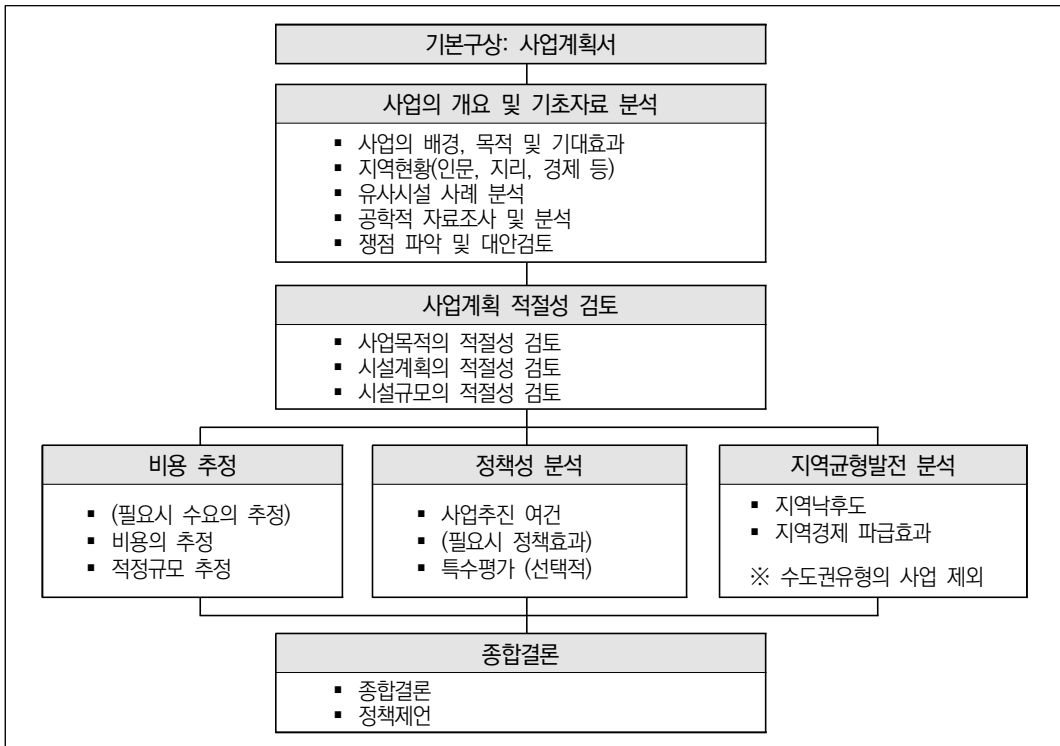 기본구상: 사업계획서
사업의 개요 및 기초자료 분석
▪ 사업의 배경, 목적 및 기대효과
▪ 지역현황(인문, 지리, 경제 등)
▪ 유사시설 사례 분석
▪ 공학적 자료조사 및 분석
▪ 쟁점 파악 및 대안검토
사업계획 적절성 검토
▪ 사업목적의 적절성 검토
▪ 시설계획의 적절성 검토
▪ 시설규모의 적절성 검토
비용 추정
▪ (필요시 수요의 추정)
▪ 비용의 추정
▪ 적정규모 추정
정책성 분석
▪ 사업추진 여건
▪ (필요시 정책효과)
▪ 특수평가 (선택적)
지역균형발전 분석
▪ 지역낙후도
▪ 지역경제 파급효과
※ 수도권유형의 사업 제외
종합결론
▪ 종합결론
▪ 정책제언